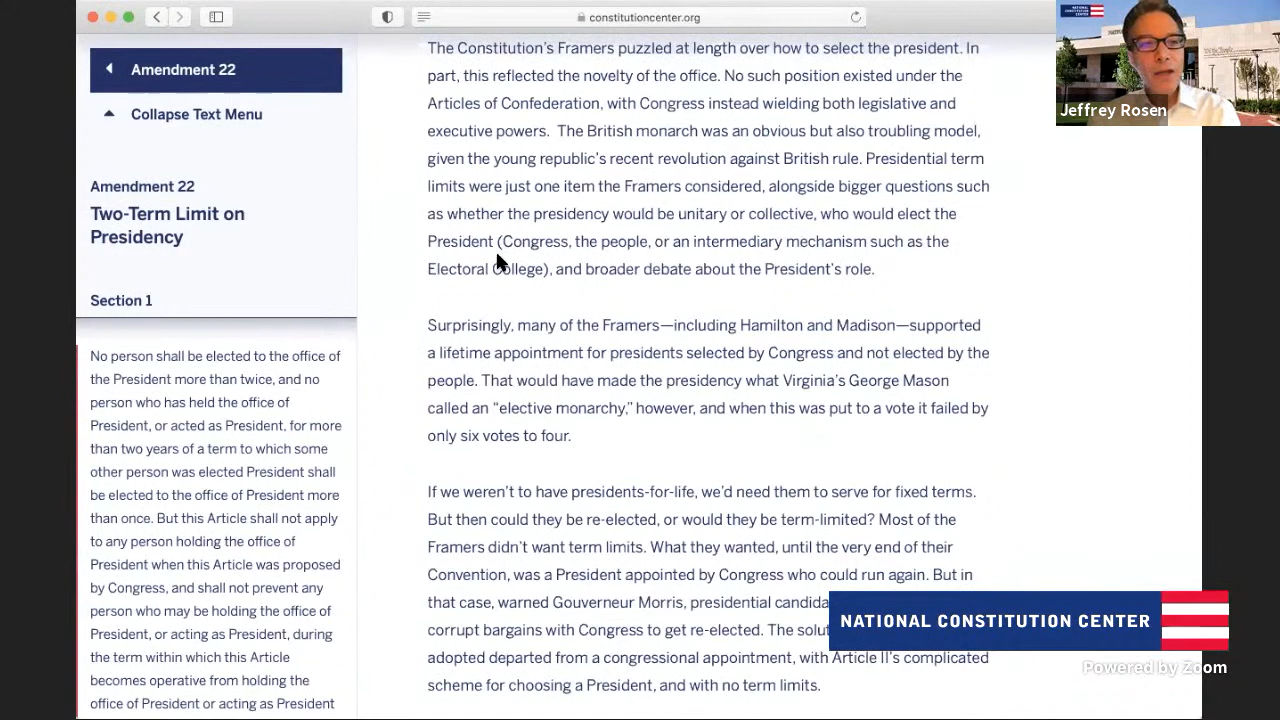 constitutioncenter.org
Amendment 22
Collapse Text Menu
Amendment 22
Two-Term Limit on
Presidency
Section 1
No person shall be elected to the office of
the President more than twice, and no
person who has held the office of
President, or acted as President, for more
than two years of a term to which some
other person was elected President shall
be elected to the office of President more
than once. But this Article shall not apply
to any person holding the office of
President when this Article was proposed
by Congress, and shall not prevent any
person who may be holding the office of
President, or acting as President, during
the term within which this Article
becomes operative from holding the
office of President or acting as President
The Constitution’s Framers puzzled at length over how to select the president. In
part, this reflected the novelty of the office. No such position existed under the
Articles of Confederation, with Congress instead wielding both legislative and
executive powers.  The British monarch was an obvious but also troubling model,
given the young republic’s recent revolution against British rule. Presidential term
limits were just one item the Framers considered, alongside bigger questions such
as whether the presidency would be unitary or collective, who would elect the
President (Congress, the people, or an intermediary mechanism such as the
Electoral College), and broader debate about the President’s role.
Surprisingly, many of the Framers—including Hamilton and Madison—supported
a lifetime appointment for presidents selected by Congress and not elected by the
people. That would have made the presidency what Virginia’s George Mason
called an “elective monarchy,” however, and when this was put to a vote it failed by
only six votes to four.
If we weren’t to have presidents-for-life, we’d need them to serve for fixed terms.
But then could they be re-elected, or would they be term-limited? Most of the
Framers didn’t want term limits. What they wanted, until the very end of their
Convention, was a President appointed by Congress who could run again. But in
that case, warned Gouverneur Morris, presidential candida
corrupt bargains with Congress to get re-elected. The solut
adopted departed from a congressional appointment, with Article II’s complicated
scheme for choosing a President, and with no term limits.
NATIONAL
CONSTITUTION
CENTER
Jeffrey Rosen
NATIONAL CONSTITUTION CENTER
Powered by Zoom